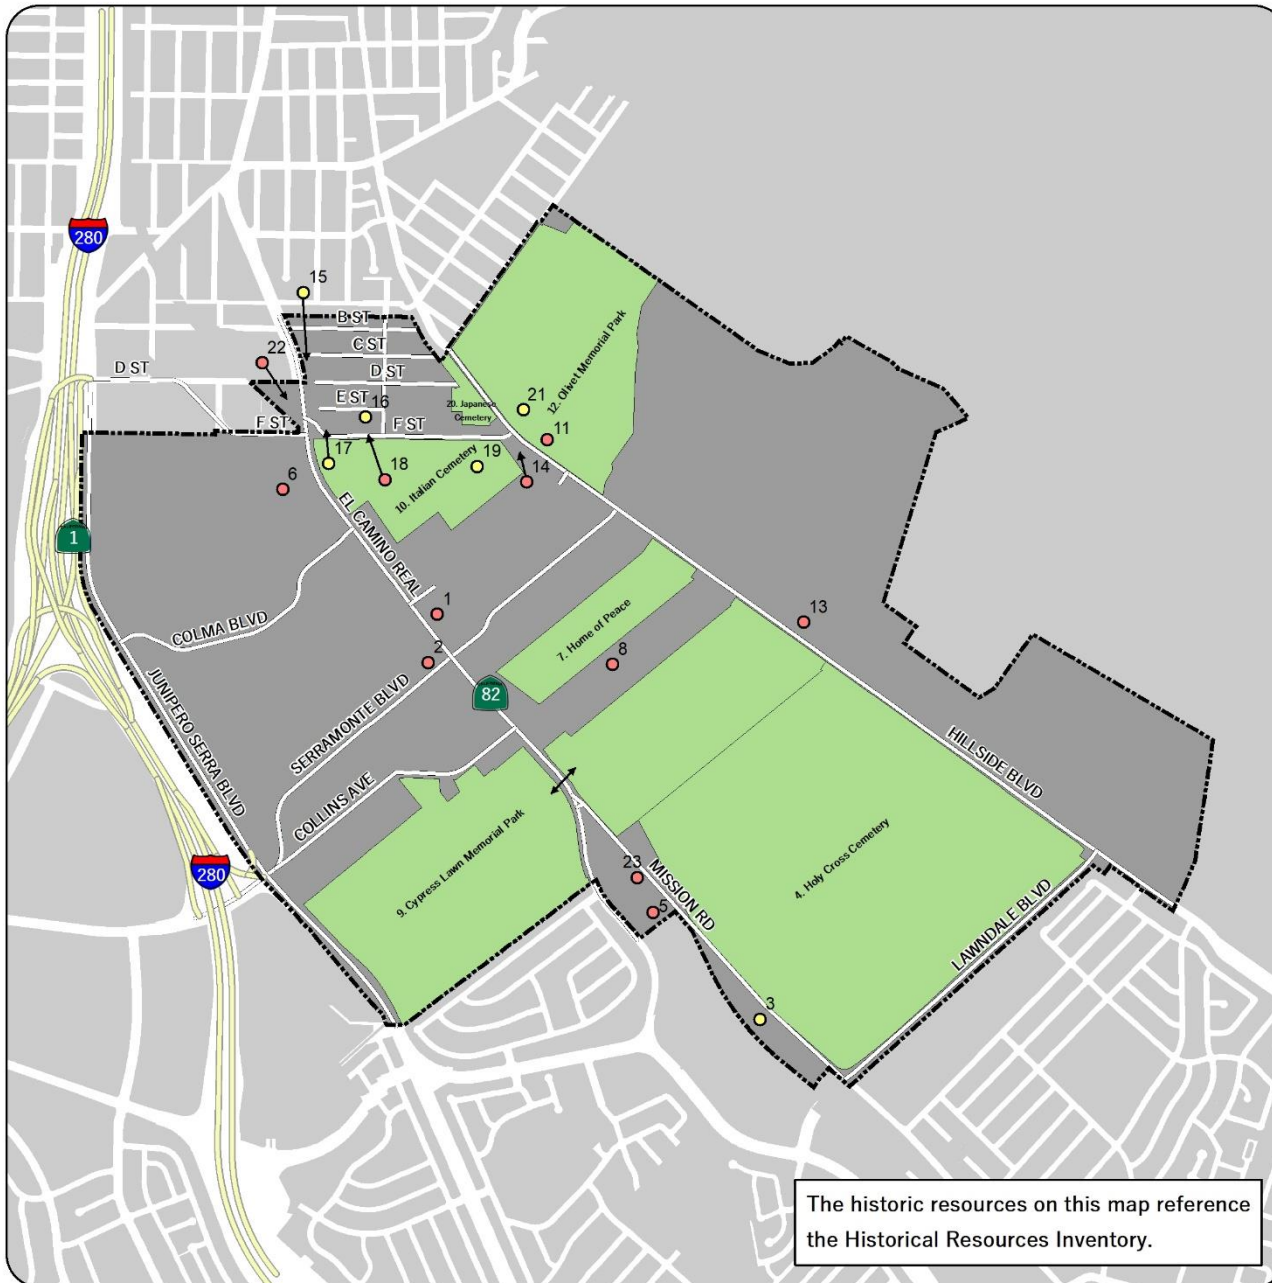 280
15
B ST
22
C ST
D ST
D ST
E ST
16
20. Japanese
Cemetery
21
12. Olivet Memorial Park
F ST
F ST
11
17
18
19
14
10. Italian Cemetery
6
EL CAMINO REAL
1
1
COLMA BLVD
7. Home of Peace
13
2
8
82
SERRAMONTE BLVD
JUNIPERO SERRA BLVD
HILLSIDE BLVD
COLLINS AVE
280
9. Cypress Lawn Memorial Park
23
MISSION RD
4. Holy Cross Cemetery
5
LAWNDALE BLVD
3
The historic resources on this map reference
the Historical Resources Inventory.